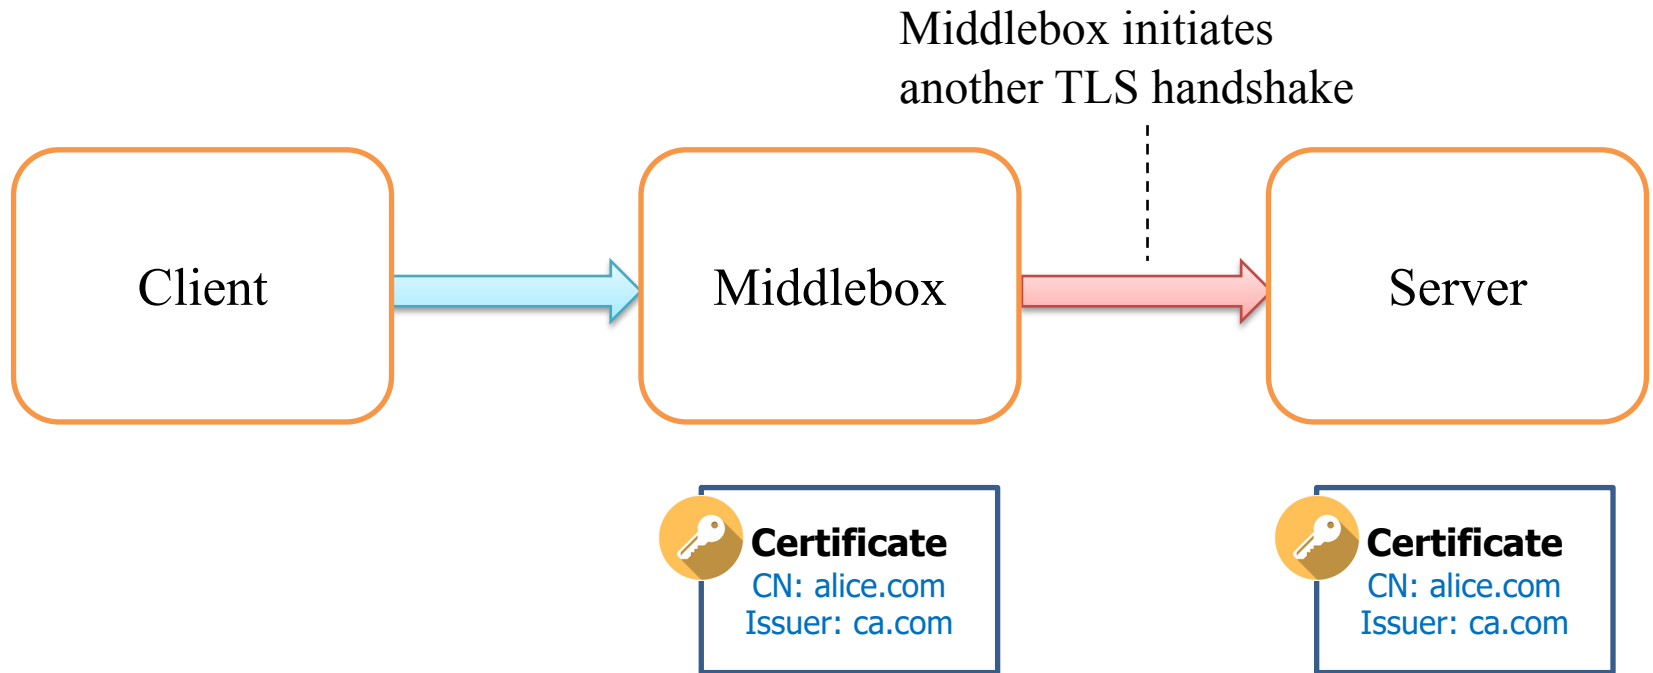 Middlebox initiates
another TLS handshake
Client
Middlebox
Server
Certificate
CN: alice.com
Issuer: ca.com
Certificate
CN: alice.com
Issuer: ca.com